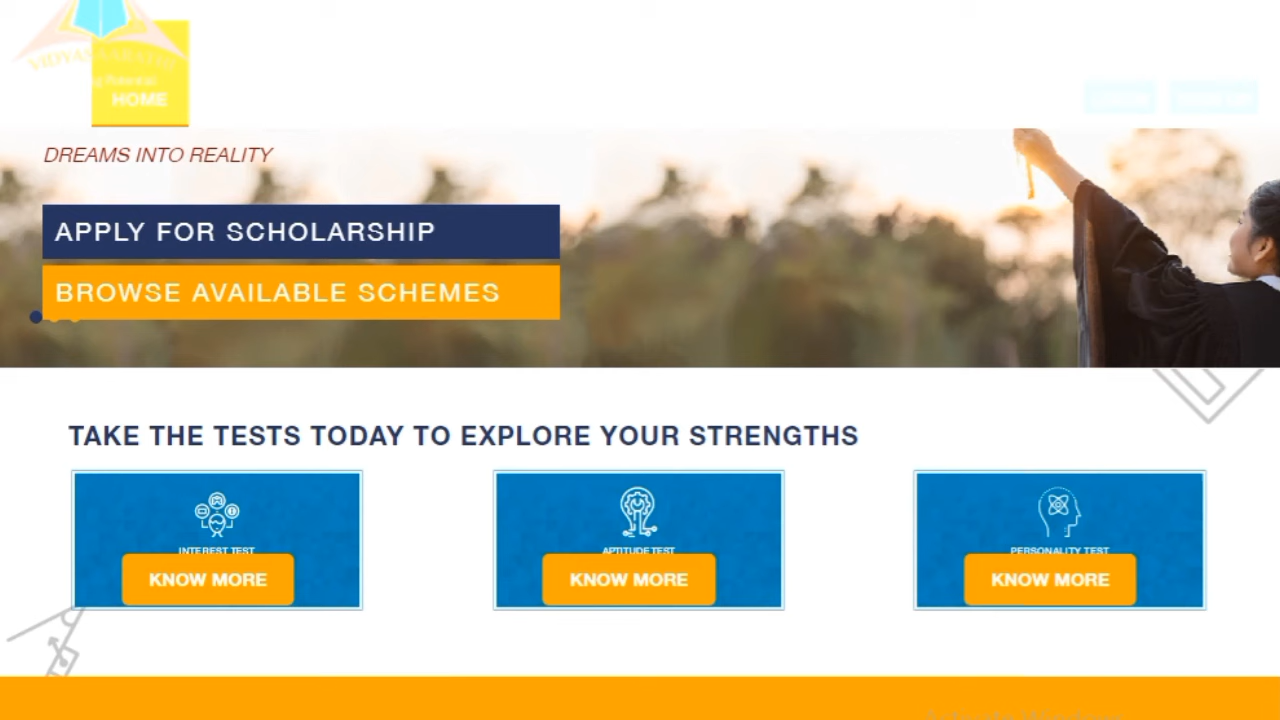 VIDYASAARATHI
HOME
DREAMS INTO REALITY
APPLY FOR SCHOLARSHIP
BROWSE AVAILABLE SCHEMES
TAKE THE TESTS TODAY TO EXPLORE YOUR STRENGTHS
INTEREST TEST
APTITUDE TEST
PERSONALITY TEST
KNOW MORE
KNOW MORE
KNOW MORE